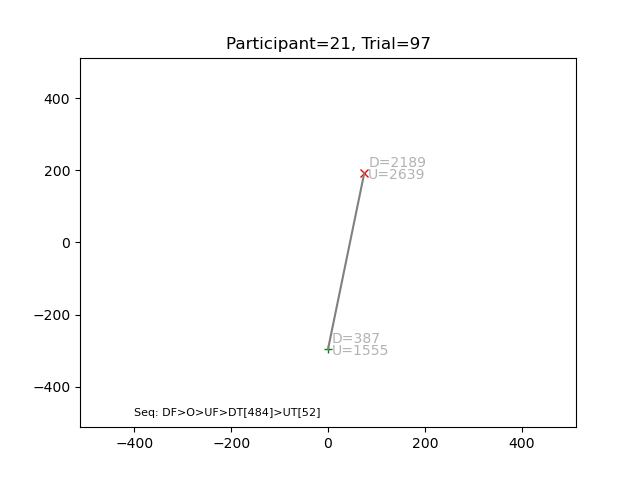 Participant=21, Trial=97
400
200
0
−200
−400
D=2189
U=2639
D=387
U=1555
Seq: DF>O>UF>DT[484]>UT[52]
−400 −200 0 200 400